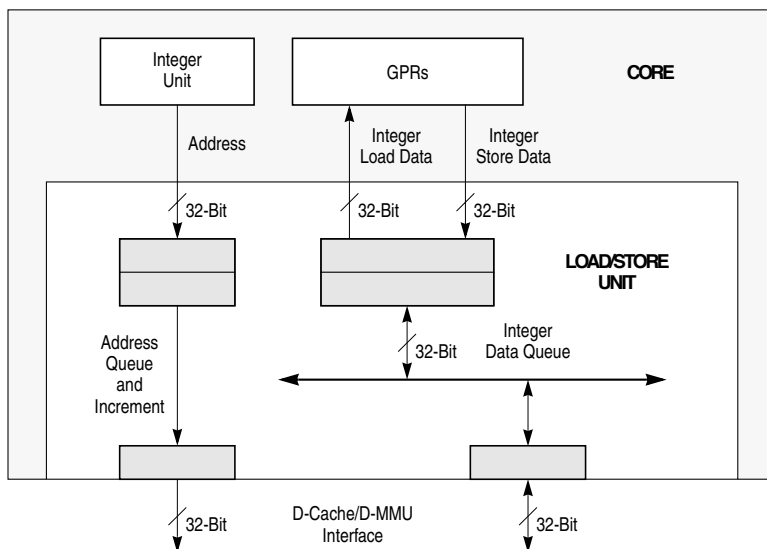 Integer
Unit
GPRs
CORE
Address
Integer
Load Data
Integer
Store Data
32-Bit
32-Bit
32-Bit
LOAD/STORE
UNIT
Address
Queue
and
Increment
32-Bit
Integer
Data Queue
32-Bit
D-Cache/D-MMU
Interface
32-Bit